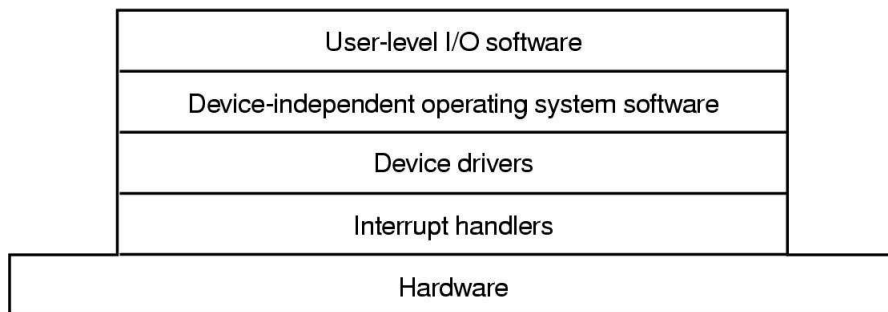 User-level I/O software
Device-independent operating system software
Device drivers
Interrupt handlers
Hardware